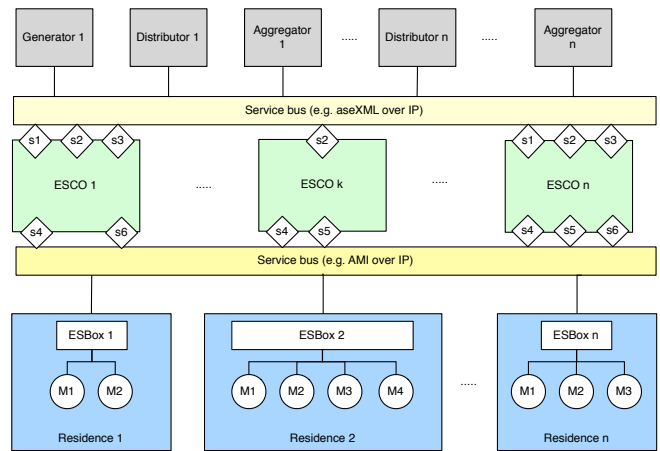 Generator 1
Distributor 1
Aggregator 1
.....
Distributor n
.....
Aggregator n
Service bus (e.g. aseXML over IP)
s1 s2 s3
s2
s1 s2 s3
ESCO 1
.....
ESCO k
.....
ESCO n
s4 s6
s4 s5
s4 s5 s6
Service bus (e.g. AMI over IP)
ESBox 1
ESBox 2
ESBox n
M1 M2
M1 M2 M3 M4
.....
M1 M2 M3
Residence 1
Residence 2
Residence n